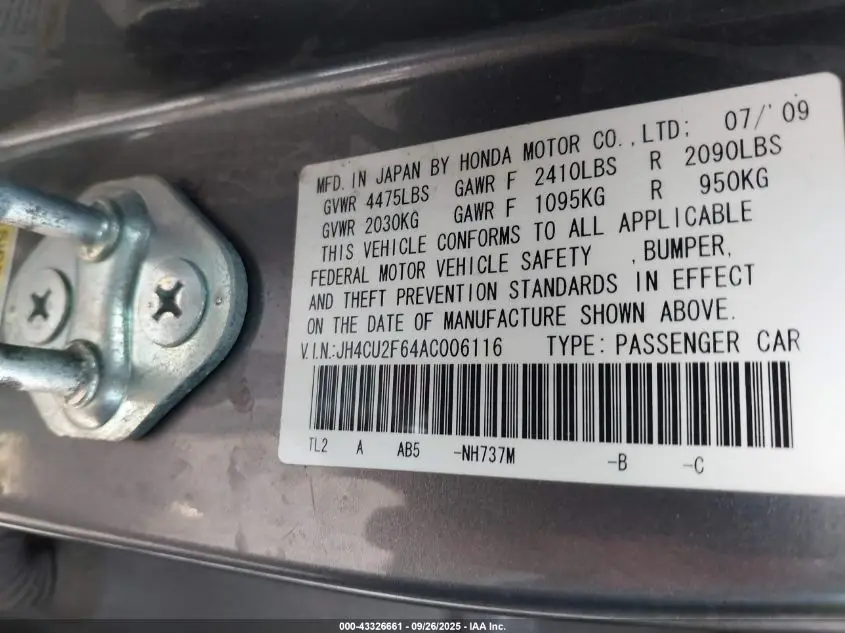 MFD. IN JAPAN BY HONDA MOTOR CO., LTD; 07/'09
GVWR 4475LBS GAWR F 2410LBS R 2090LBS
GVWR 2030KG GAWR F 1095KG R 950KG
THIS VEHICLE CONFORMS TO ALL APPLICABLE
FEDERAL MOTOR VEHICLE SAFETY , BUMPER,
AND THEFT PREVENTION STANDARDS IN EFFECT
ON THE DATE OF MANUFACTURE SHOWN ABOVE.
V.I.N.:JH4CU2F64AC006116 TYPE: PASSENGER CAR
TL2 A AB5 -NH737M -B -C
000-43326661 - 09/26/2025 - IAA Inc.